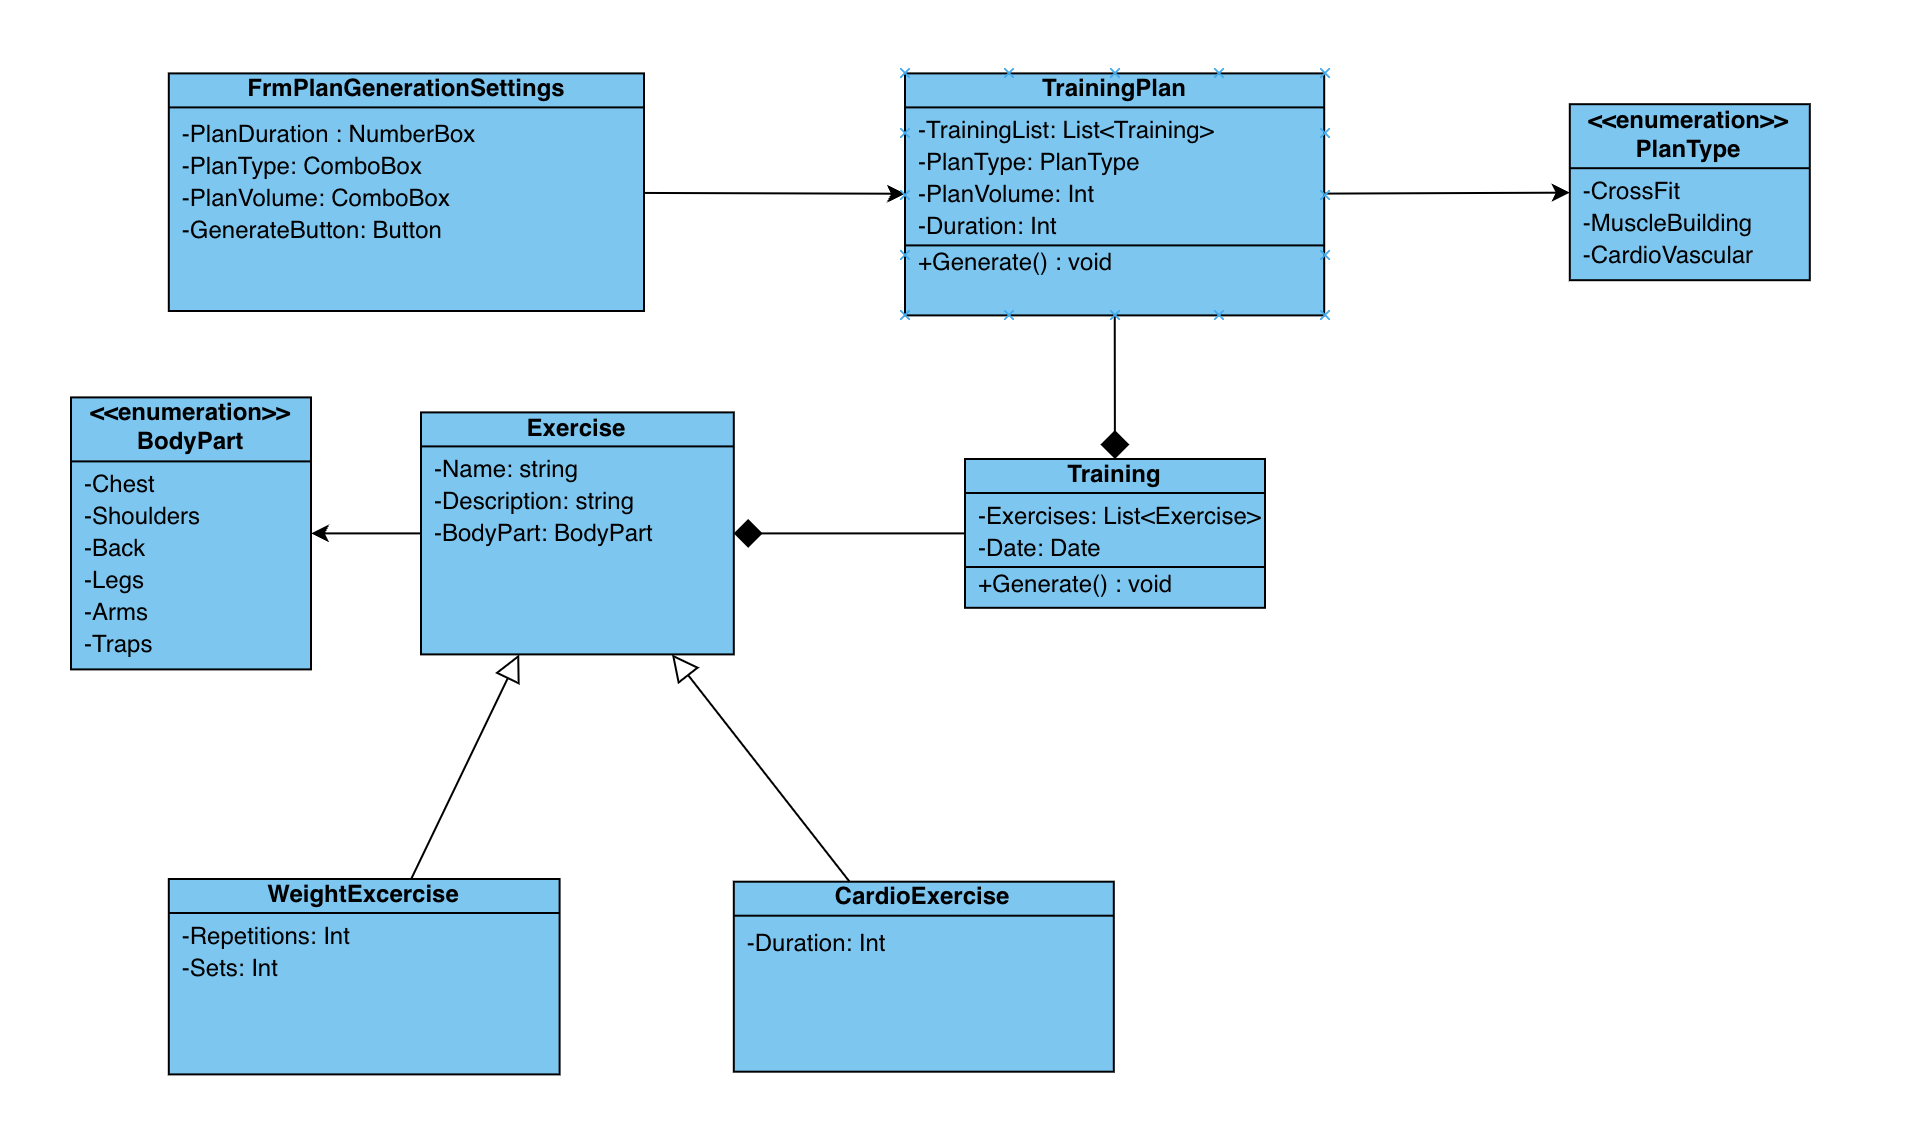 FrmPlanGenerationSettings
-PlanDuration : NumberBox
-PlanType: ComboBox
-PlanVolume: ComboBox
-GenerateButton: Button
TrainingPlan
-TrainingList: List<Training>
-PlanType: PlanType
-PlanVolume: Int
-Duration: Int
+Generate() : void
<<enumeration>>
PlanType
-CrossFit
-MuscleBuilding
-CardioVascular
<<enumeration>>
BodyPart
-Chest
-Shoulders
-Back
-Legs
-Arms
-Traps
Exercise
-Name: string
-Description: string
-BodyPart: BodyPart
Training
-Exercises: List<Exercise>
-Date: Date
+Generate() : void
WeightExcercise
-Repetitions: Int
-Sets: Int
CardioExercise
-Duration: Int